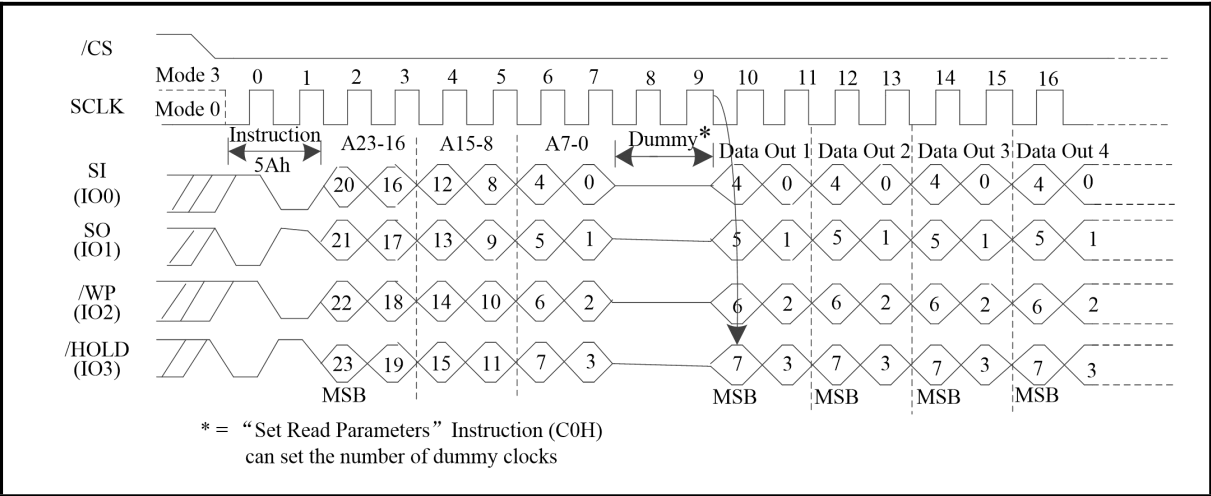 /CS
Mode 3 0 1 2 3 4 5 6 7 8 9 10 11 12 13 14 15 16
SCLK Mode 0
Instruction A23-16 A15-8 A7-0 Dummy*
5Ah Data Out 1 Data Out 2 Data Out 3 Data Out 4
SI
(IO0) 20 16 12 8 4 0 4 0 4 0 4 0 4 0
SO
(IO1) 21 17 13 9 5 1 5 1 5 1 5 1 5 1
/WP
(IO2) 22 18 14 10 6 2 6 2 6 2 6 2 6 2
/HOLD
(IO3) 23 19 15 11 7 3 7 3 7 3 7 3 7 3
MSB MSB MSB MSB MSB
* = “Set Read Parameters” Instruction (C0H)
can set the number of dummy clocks